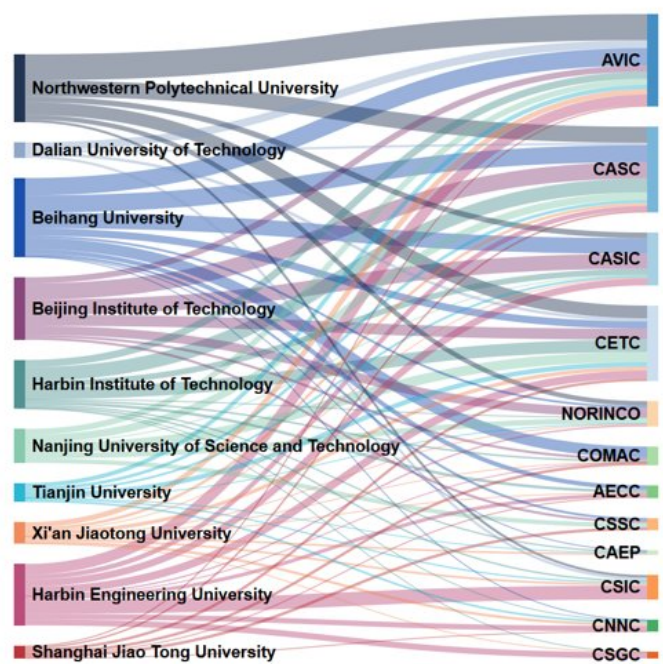 Northwestern Polytechnical University
Dalian University of Technology
Beihang University
Beijing Institute of Technology
Harbin Institute of Technology
Nanjing University of Science and Technology
Tianjin University
Xi'an Jiaotong University
Harbin Engineering University
Shanghai Jiao Tong University
AVIC
CASC
CASIC
CETC
NORINCO
COMAC
AECC
CSSC
CAEP
CSIC
CNNC
CSGC